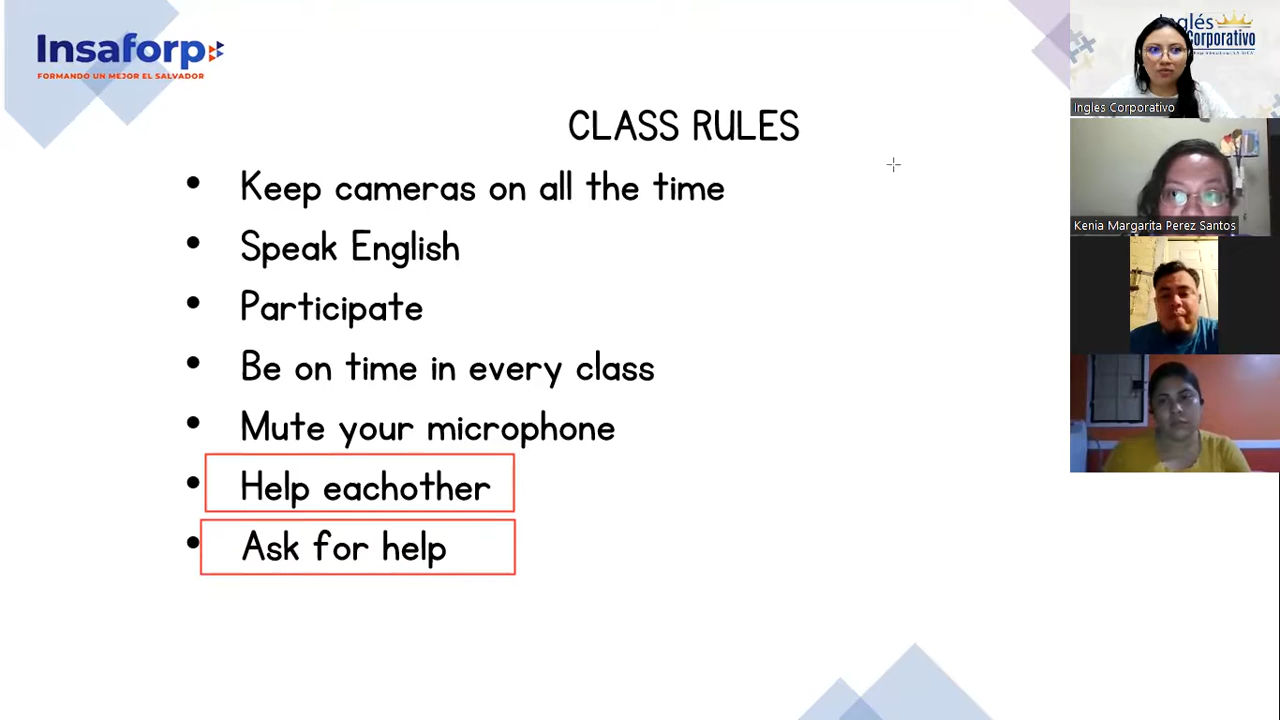 Insaforp
FORMANDO UN MEJOR EL SALVADOR
CLASS RULES
• Keep cameras on all the time
• Speak English
• Participate
• Be on time in every class
• Mute your microphone
• Help eachother
• Ask for help
Inglés
Corporativo
Ingles Corporativo
Kenia Margarita Perez Santos